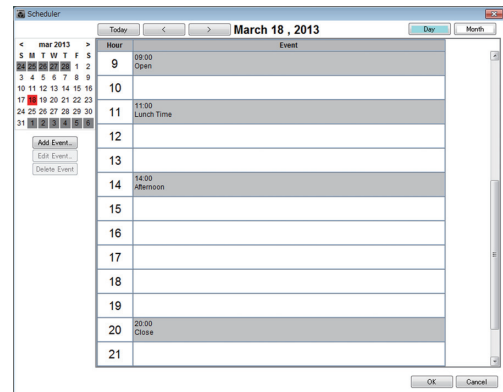 Scheduler
Today < > March 18 , 2013 Day Month
< mar 2013 >
S M T W T F S
24 25 26 27 28 1 2
3 4 5 6 7 8 9
10 11 12 13 14 15 16
17 18 19 20 21 22 23
24 25 26 27 28 29 30
31 1 2 3 4 5 6
Add Event..
Edit Event..
Delete Event
Hour Event
9 09:00
Open
10
11 11:00
Lunch Time
12
13
14 14:00
Afternoon
15
16
17
18
19
20 20:00
Close
21
OK Cancel